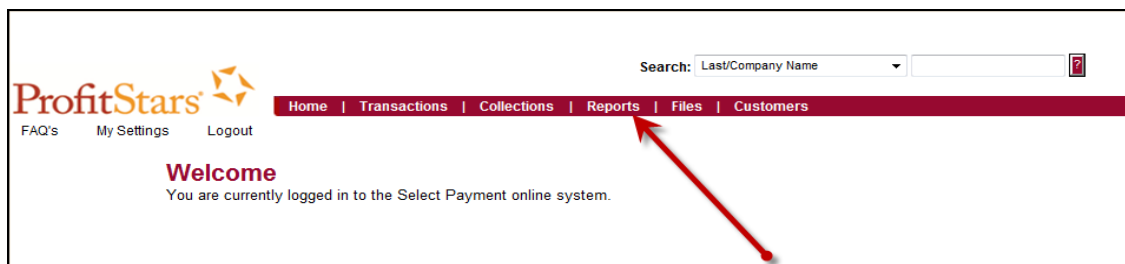 Search: Last/Company Name ?
ProfitStars®
Home | Transactions | Collections | Reports | Files | Customers
FAQ's My Settings Logout
Welcome
You are currently logged in to the Select Payment online system.